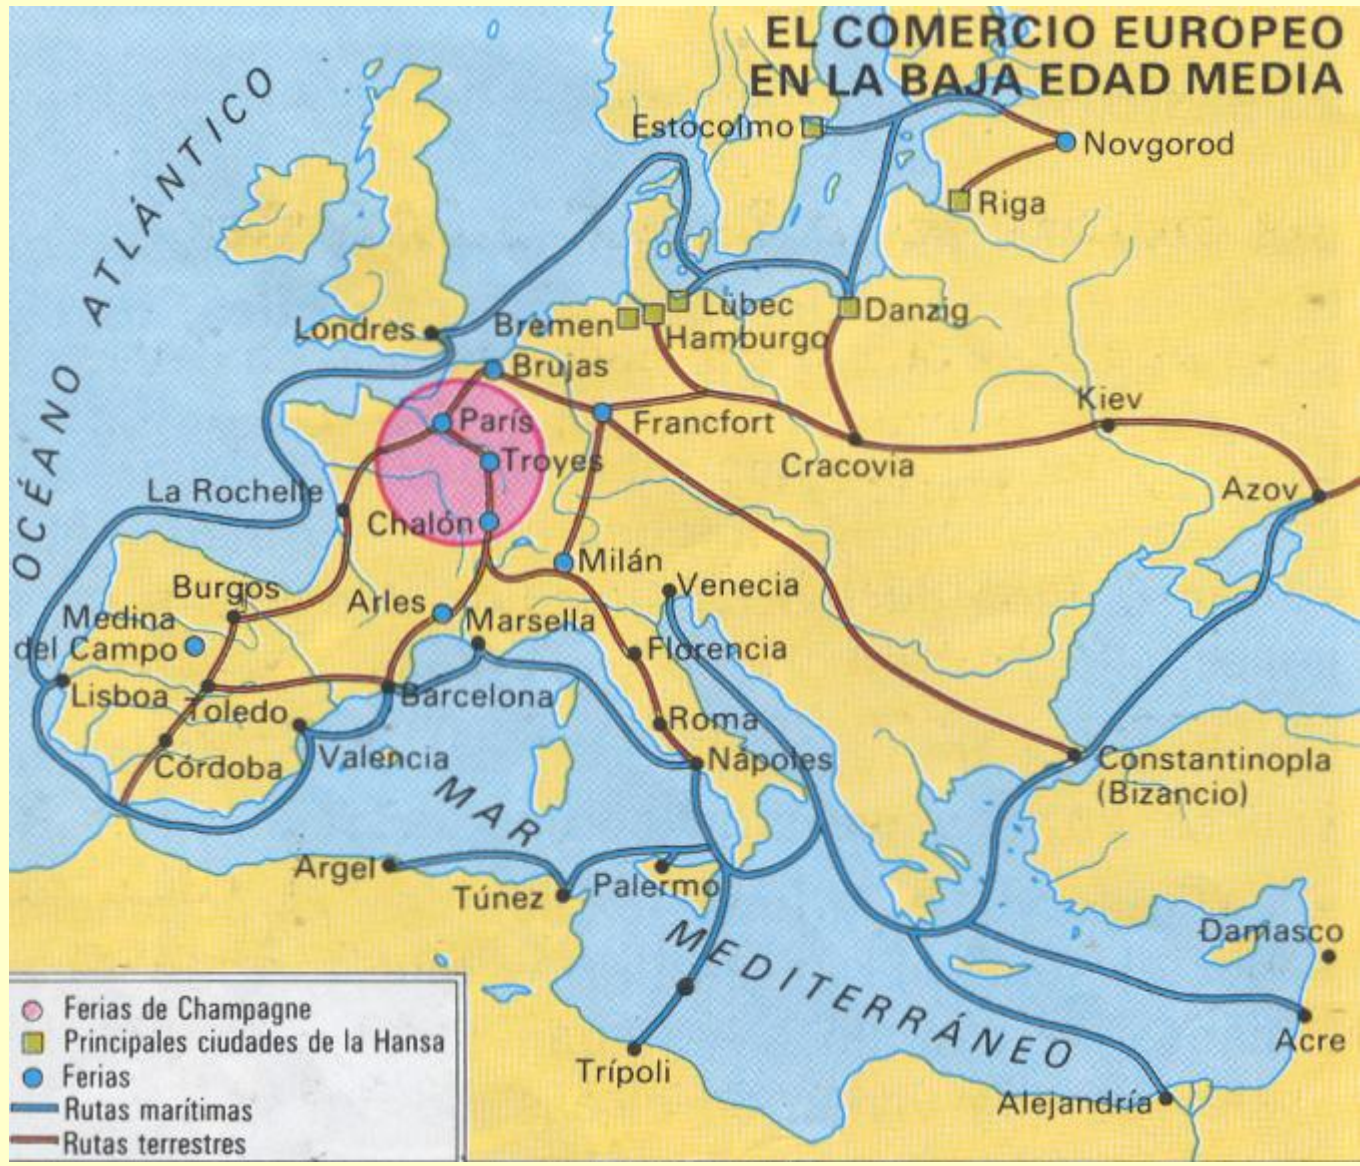 EL COMERCIO EUROPEO
EN LA BAJA EDAD MEDIA
OCÉANO ATLÁNTICO
Estocolmo
Novgorod
Riga
Londres
Bremen
Lübec
Hamburgo
Danzig
Brujas
París
Francfort
Kiev
Troyes
Cracovia
La Rochelle
Azov
Chalón
Milán
Burgos
Arles
Venecia
Medina
del Campo
Marsella
Florencia
Lisboa
Toledo
Barcelona
Roma
Córdoba
Valencia
Nápoles
Constantinopla
(Bizancio)
MAR
MEDITERRÁNEO
Argel
Túnez
Palermo
Damasco
Trípoli
Acre
Alejandría
Ferias de Champagne
Principales ciudades de la Hansa
Ferias
Rutas marítimas
Rutas terrestres